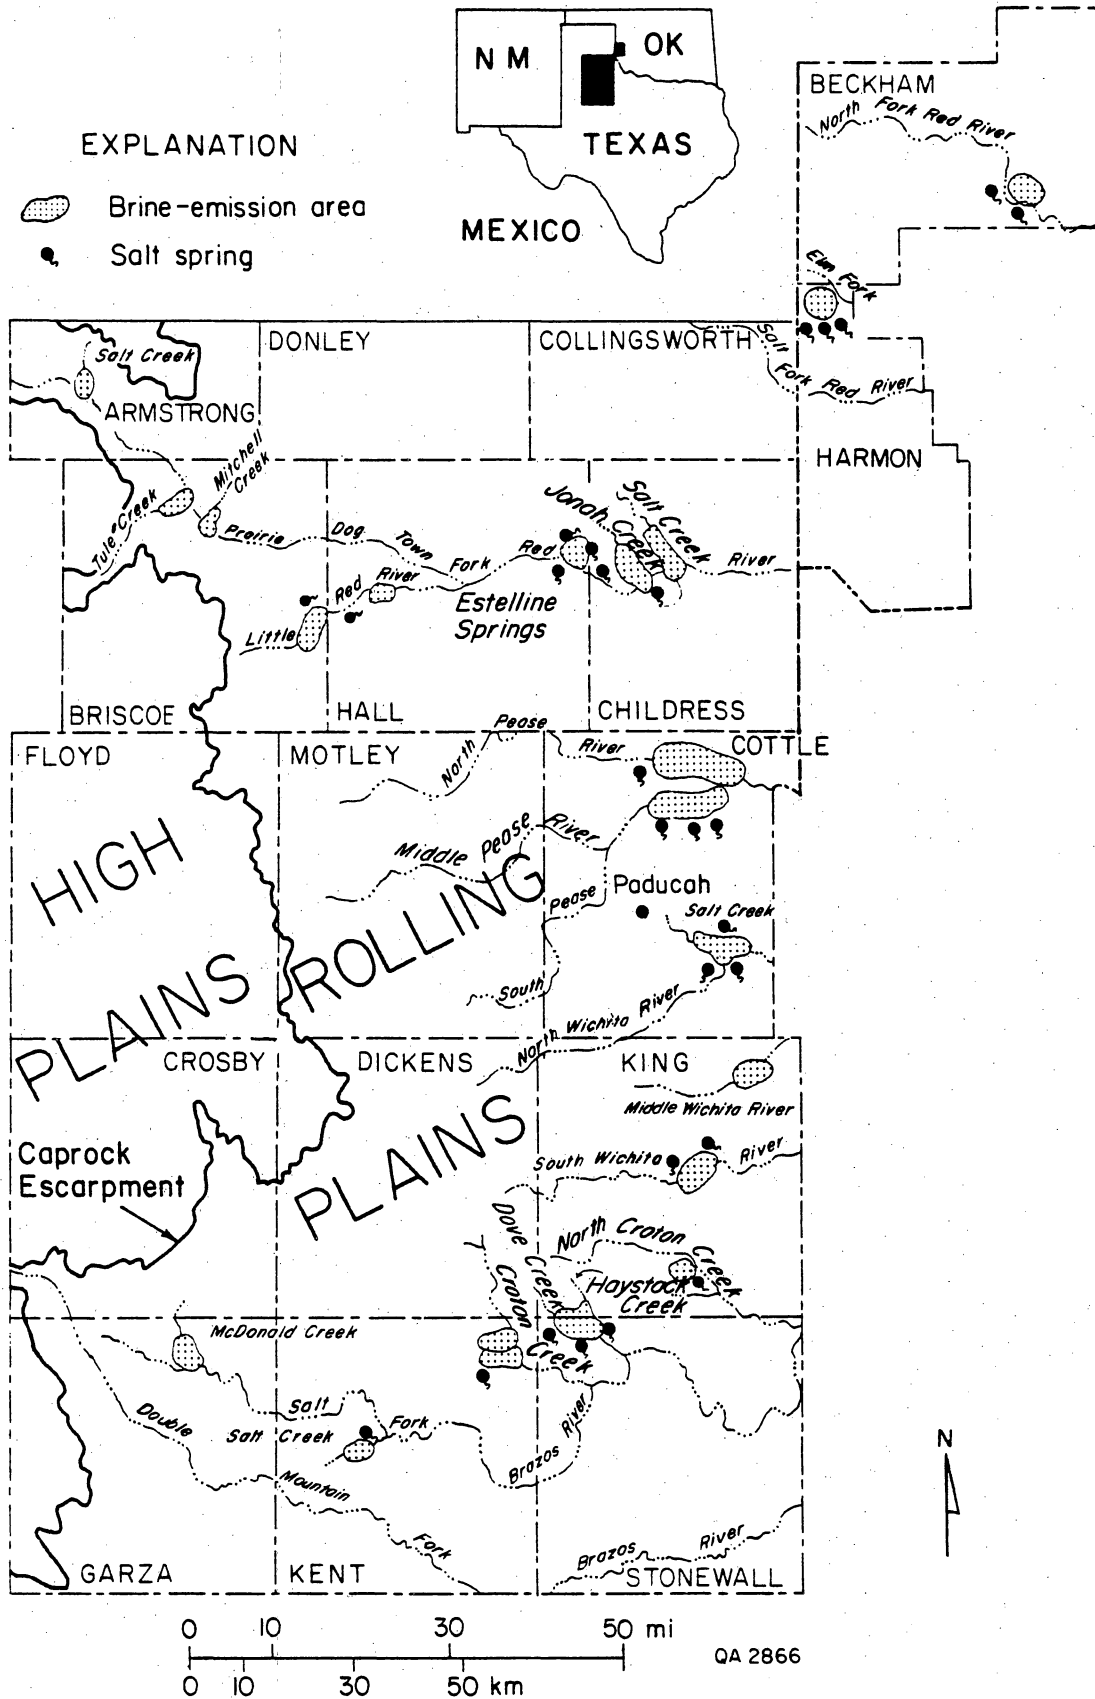 N M
OK
TEXAS
MEXICO
EXPLANATION
Brine-emission area
Salt spring
BECKHAM
North Fork Red River
Elm Fork
Salt Creek
ARMSTRONG
DONLEY
COLLINGSWORTH
Salt Fork Red River
HARMON
Mitchell
Creek
Tule Creek
Prairie Dog Town Fork Red River
Jonah Creek
Salt Creek
Little Red River
Estelline
Springs
BRISCOE
HALL
CHILDRESS
FLOYD
MOTLEY
COTTLE
North Pease River
Middle Pease River
HIGH
PLAINS
ROLLING
PLAINS
Paducah
Salt Creek
South Pease
North Wichita River
CROSBY
DICKENS
KING
Middle Wichita River
Caprock
Escarpment
South Wichita River
North Croton Creek
Dove Creek
Haystack
Creek
Croton Creek
McDonald Creek
Salt Fork Brazos River
Salt Creek
Double Mountain Fork
Brazos River
GARZA
KENT
STONEWALL
N
0 10 30 50 mi
0 10 30 50 km
QA 2866